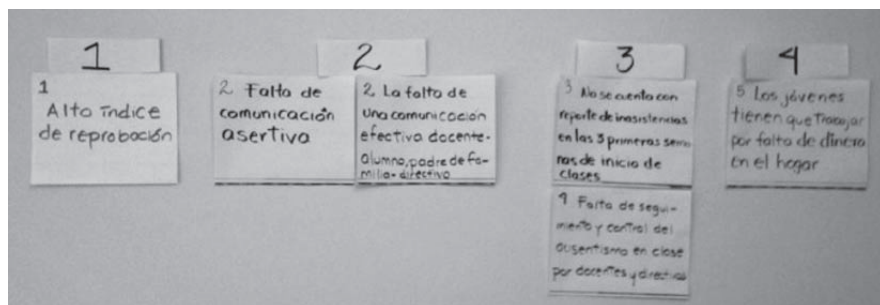 1
1
Alto índice
de reprobación
2
2 Falta de
comunicación
asertiva
2 La falta de
una comunicación
efectiva docente-
alumno, padre de fa-
milia-directivo
3
3 No se cuenta con
reporte de inasistencias
en las 3 primeras sema
nas de inicio de
clases
9 Falta de segui-
miento y control del
ausentismo en clase
por docentes y directivos
4
5 Los jóvenes
tienen que trabajar
por falta de dinero
en el hogar